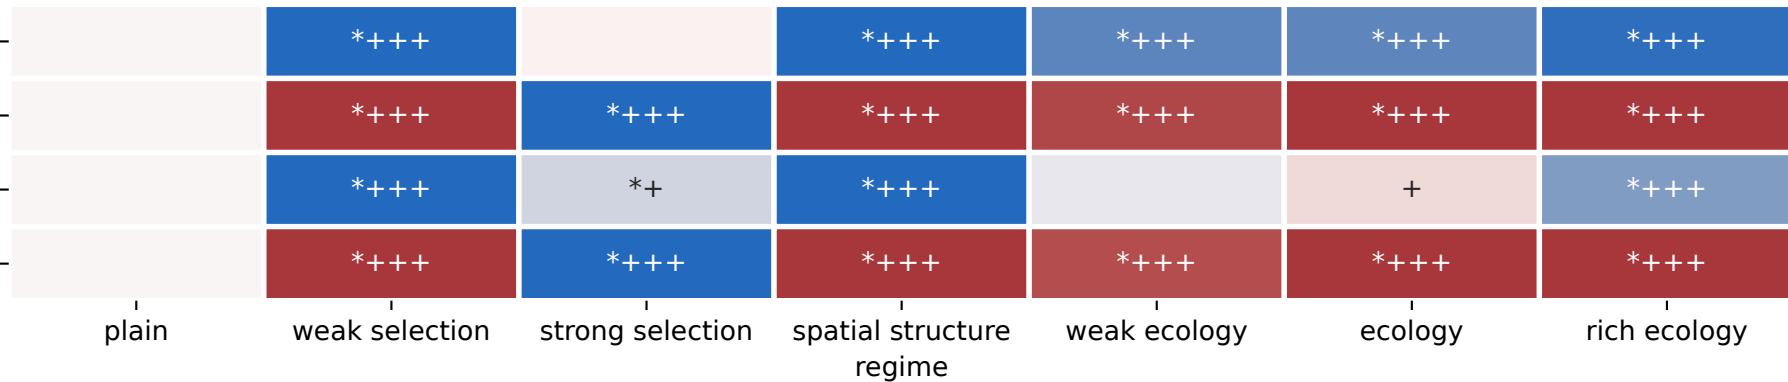 *+++ *+++ *+++ *+++ *+++
*+++ *+++ *+++ *+++ *+++ *+++
*+++ *+ *+++ + *+++
*+++ *+++ *+++ *+++ *+++ *+++
plain weak selection strong selection spatial structure weak ecology ecology rich ecology
regime